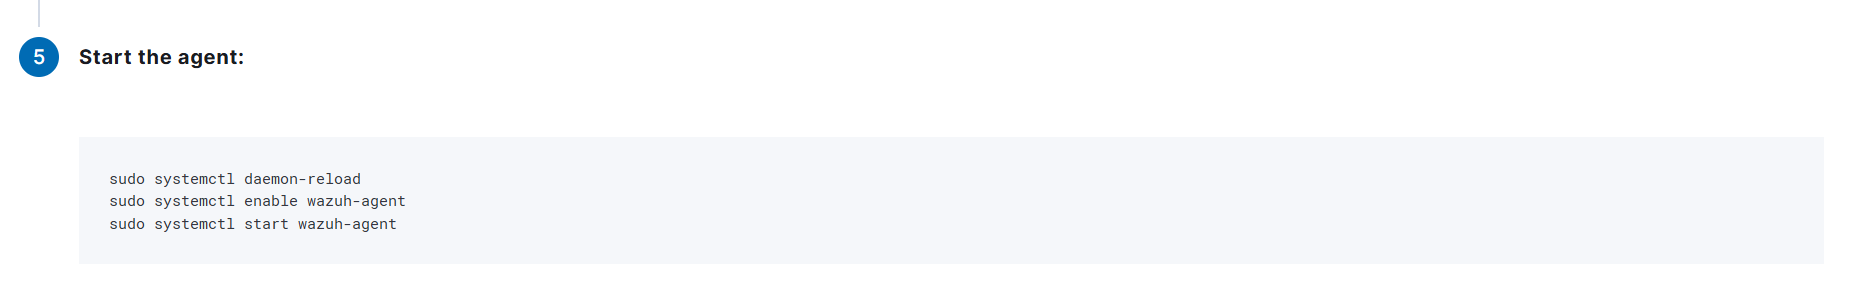 5
Start the agent:
sudo systemctl daemon-reload
sudo systemctl enable wazuh-agent
sudo systemctl start wazuh-agent